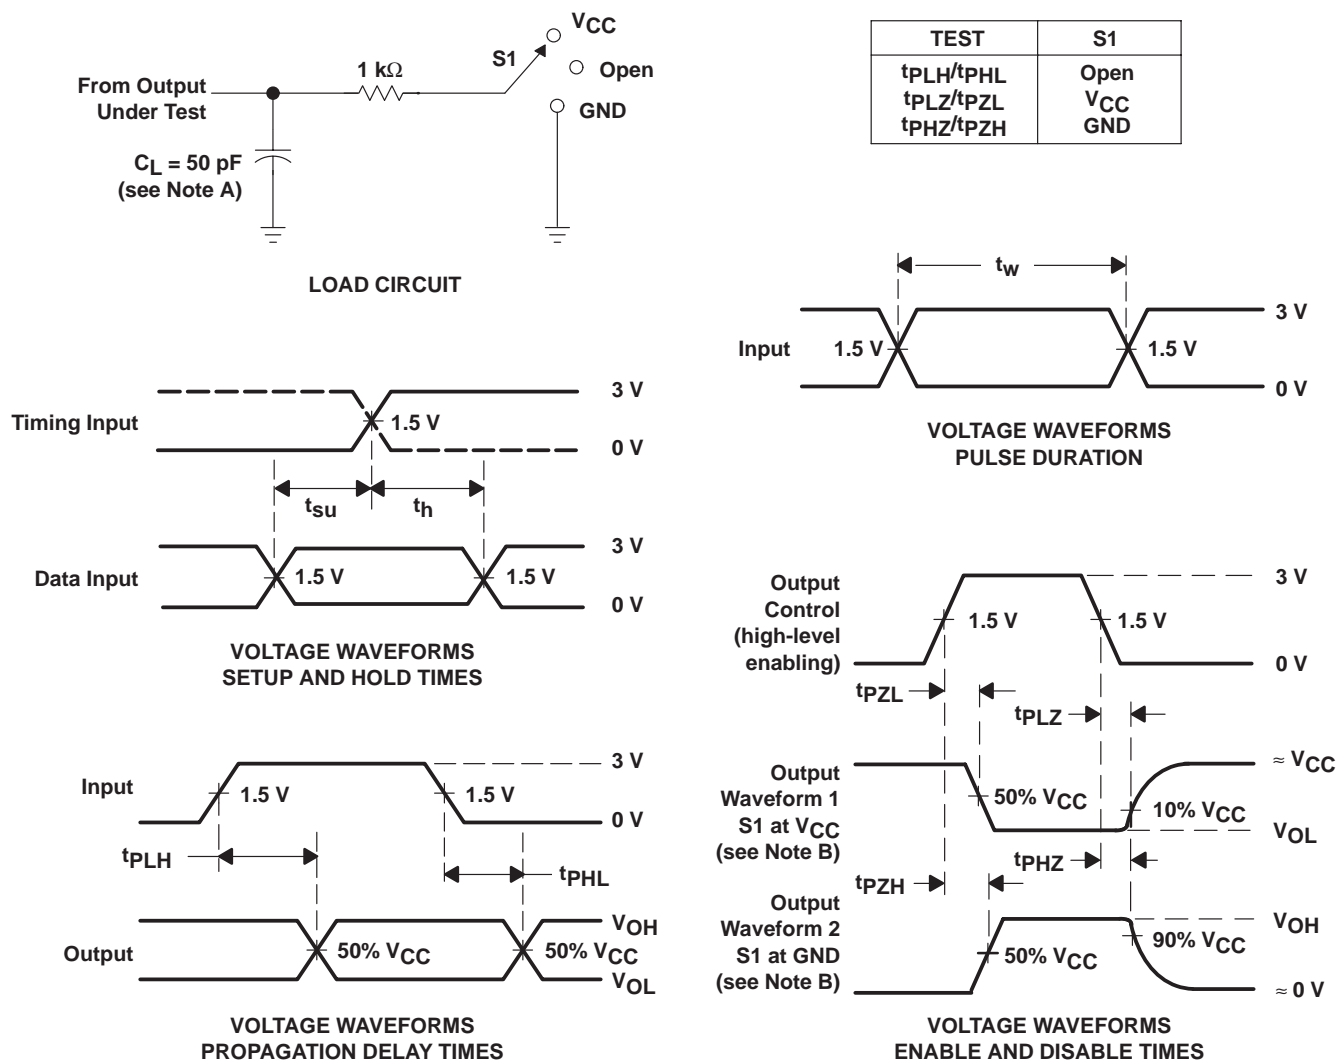 VCC
S1
1 kΩ
Open
From Output
Under Test
GND
CL = 50 pF
(see Note A)
LOAD CIRCUIT
TEST S1
tPLH/tPHL Open
tPLZ/tPZL VCC
tPHZ/tPZH GND
tw
3 V
Input 1.5 V 1.5 V
0 V
VOLTAGE WAVEFORMS
PULSE DURATION
3 V
Timing Input 1.5 V
0 V
tsu th
3 V
Data Input 1.5 V 1.5 V
0 V
VOLTAGE WAVEFORMS
SETUP AND HOLD TIMES
3 V
Input 1.5 V 1.5 V
0 V
tPLH tPHL
VOH
Output 50% VCC 50% VCC
VOL
VOLTAGE WAVEFORMS
PROPAGATION DELAY TIMES
Output
Control
(high-level
enabling)
3 V
1.5 V 1.5 V
0 V
tPZL
tPLZ
Output
Waveform 1
S1 at VCC
(see Note B)
≈ VCC
50% VCC 10% VCC
VOL
tPHZ
tPZH
Output
Waveform 2
S1 at GND
(see Note B)
VOH
50% VCC 90% VCC
≈ 0 V
VOLTAGE WAVEFORMS
ENABLE AND DISABLE TIMES